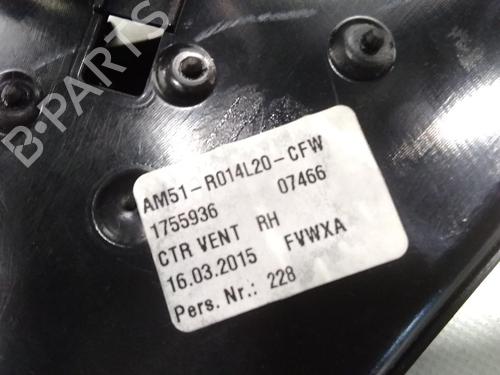 B-PARTS
AM51-R014L20-CFW
1755936 07466
CTR VENT RH
16.03.2015 FVWXA
Pers. Nr.: 228